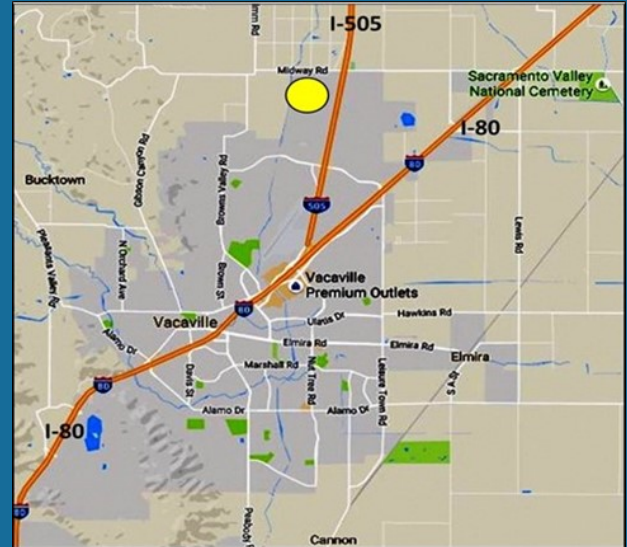 I-505
Midway Rd
Sacramento Valley
National Cemetery
I-80
80
Bucktown
Gibson Canyon Rd
Browns Valley Rd
505
Lewis Rd
Pleasants Valley Rd
N Orchard Ave
Brown St
Vacaville
Premium Outlets
80
Vacaville
Ulatis Dr
Hawkins Rd
Elmira Rd
Elmira Rd
Elmira
Alamo Dr
Marshall Rd
Davis St
Nut Tree Rd
Leisure Town Rd
80
Alamo Dr
Alamo Dr
I-80
80
Cannon